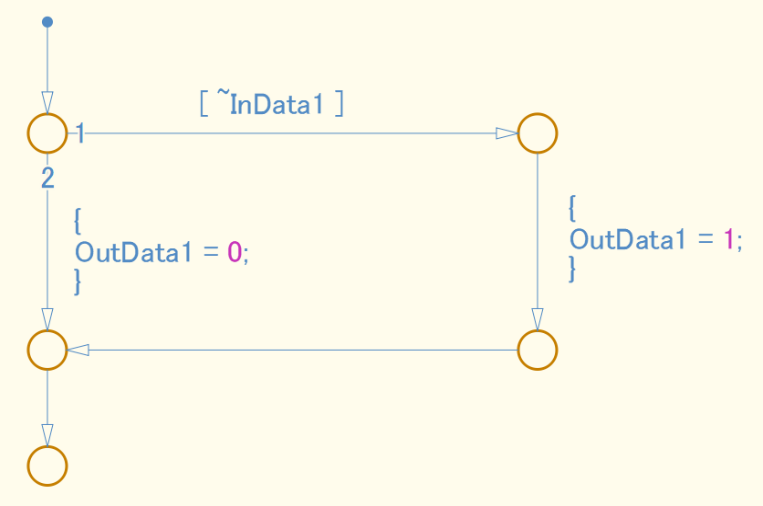 [ ~InData1 ]
1
2
{
OutData1 = 0;
}
{
OutData1 = 1;
}